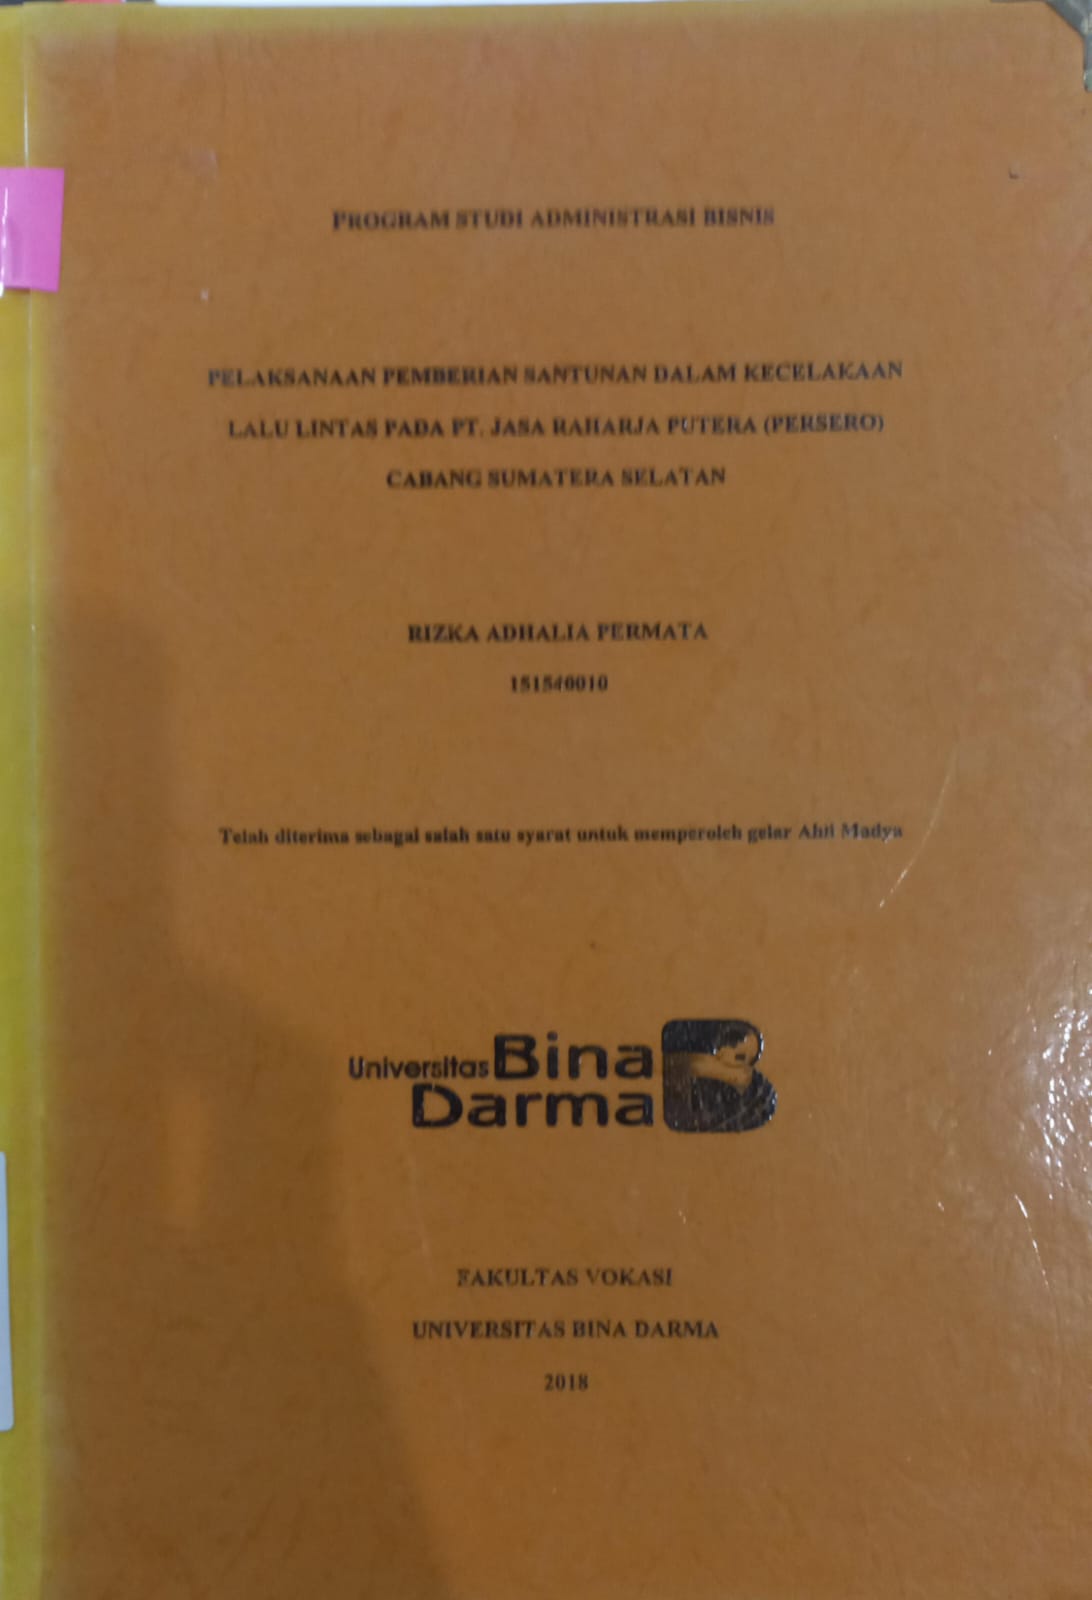 PROGRAM STUDI ADMINISTRASI BISNIS
PELAKSANAAN PEMBERIAN SANTUNAN DALAM KECELAKAAN
LALU LINTAS PADA PT. JASA RAHARJA PUTERA (PERSERO)
CABANG SUMATERA SELATAN
RIZKA ADHALIA PERMATA
151540010
Telah diterima sebagai salah satu syarat untuk memperoleh gelar Ahli Madya
Universitas Bina
Darma
FAKULTAS VOKASI
UNIVERSITAS BINA DARMA
2018